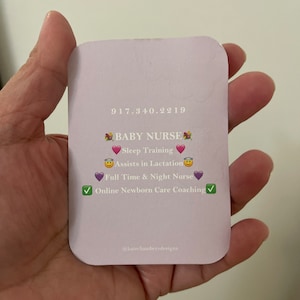 917.340.2219
BABY NURSE
Sleep Training
Assists in Lactation
Full Time & Night Nurse
Online Newborn Care Coaching